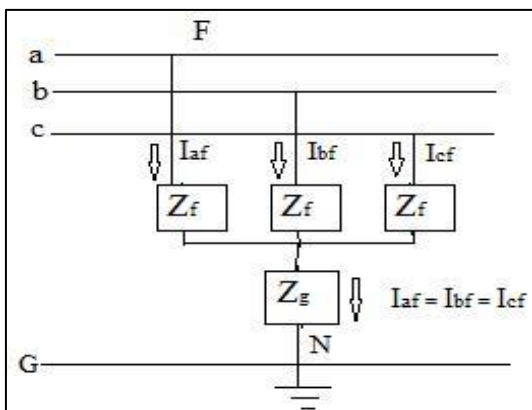 F
a
b
c
Iaf
Ibf
Icf
Zf
Zf
Zf
Zg
Iaf = Ibf = Icf
N
G